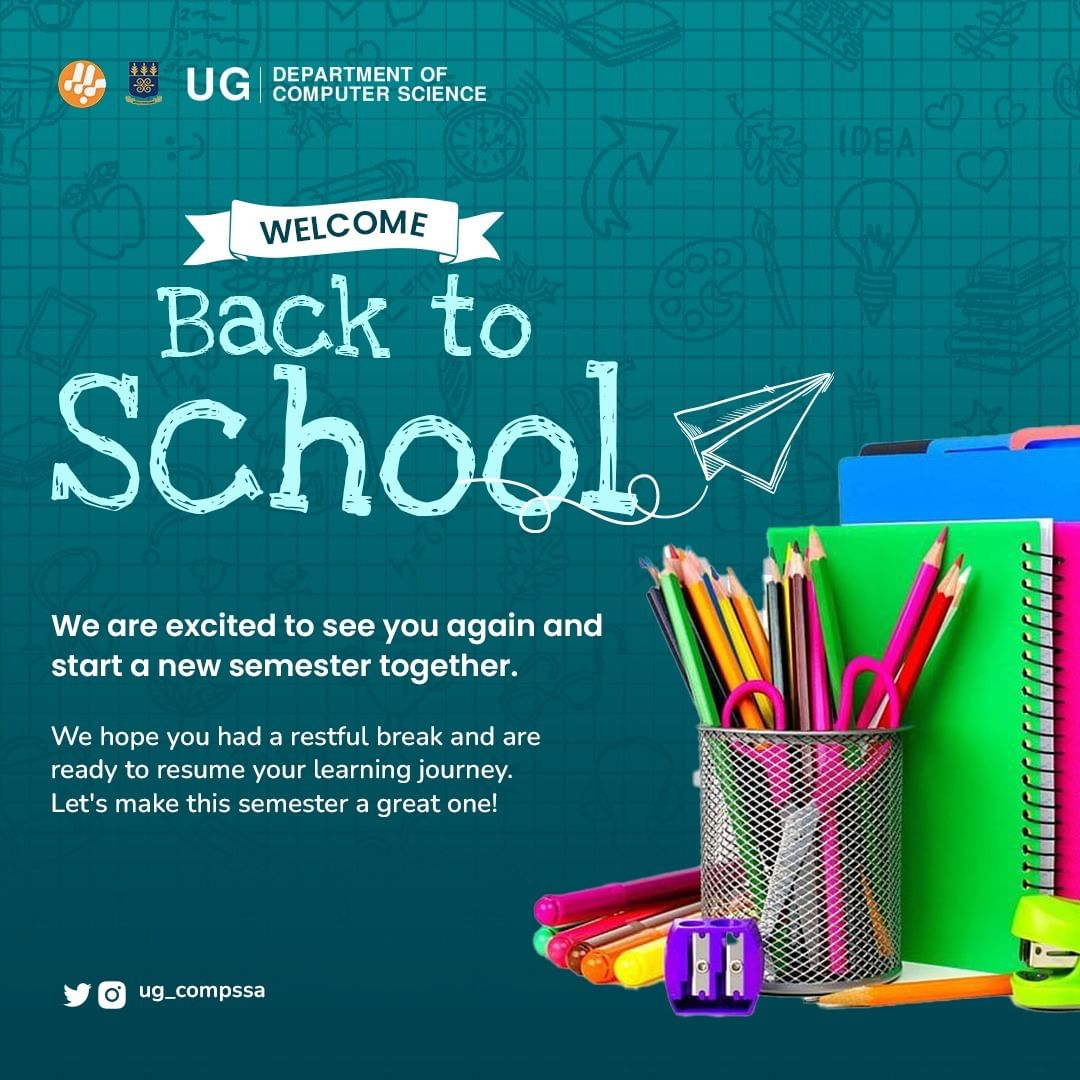 UG
DEPARTMENT OF
COMPUTER SCIENCE
IDEA
WELCOME
Back to
School
We are excited to see you again and
start a new semester together.
We hope you had a restful break and are
ready to resume your learning journey.
Let's make this semester a great one!
ug_compssa